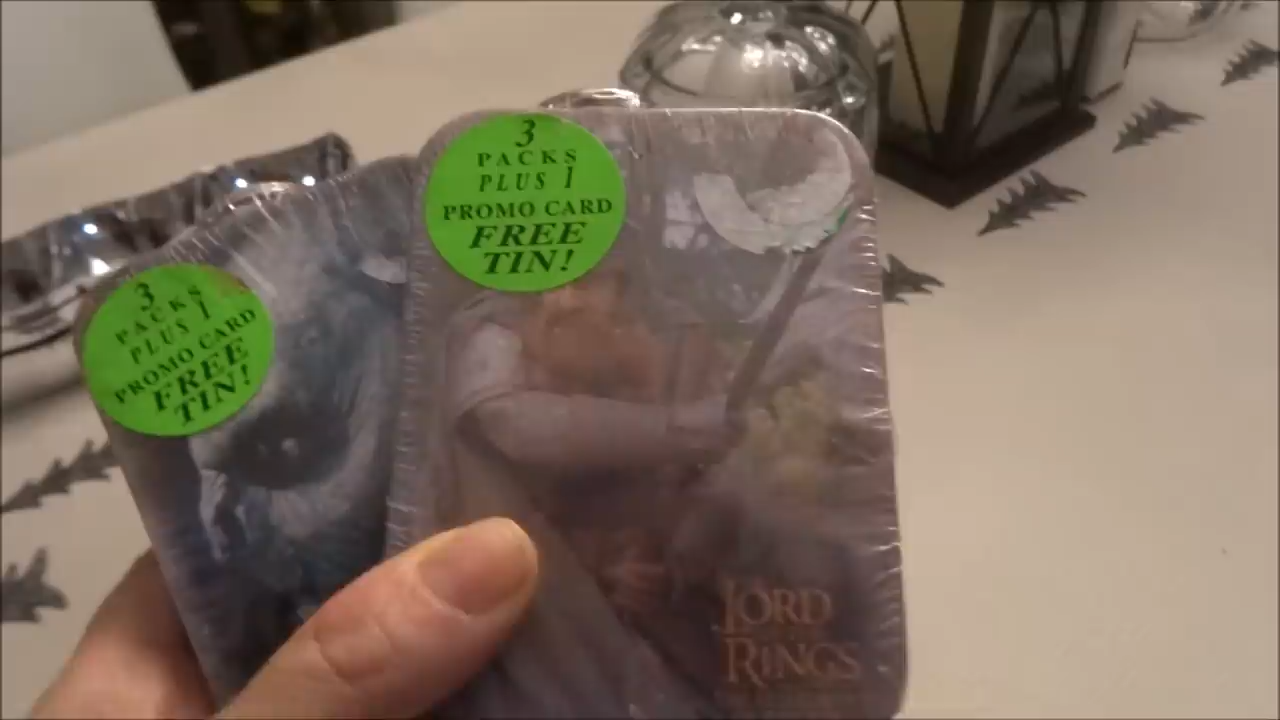 3
PACKS
PLUS 1
PROMO CARD
FREE
TIN!
3
PACKS
PLUS 1
PROMO CARD
FREE
TIN!
LORD
RINGS